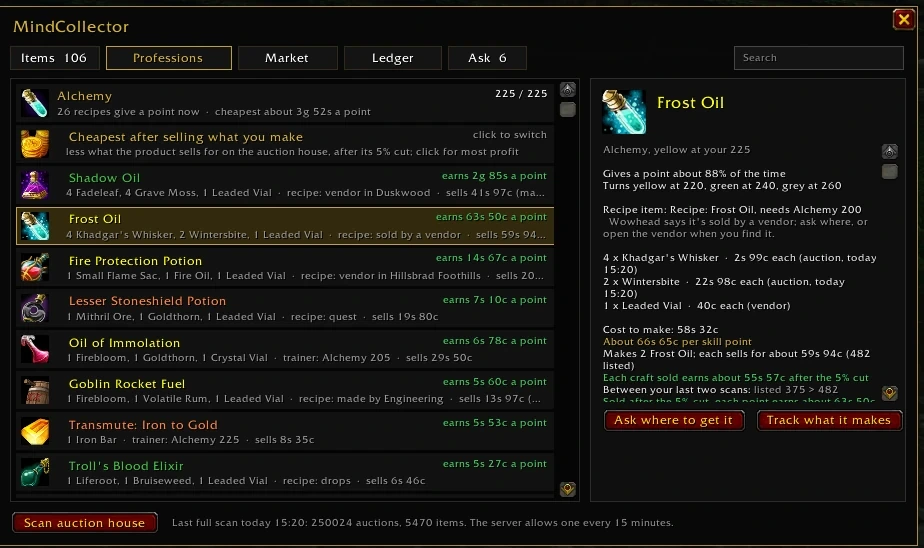 MindCollector
Items 106
Professions
Market
Ledger
Ask 6
Search
Alchemy
225 / 225
26 recipes give a point now · cheapest about 3g 52s a point
Cheapest after selling what you make
click to switch
less what the product sells for on the auction house, after its 5% cut; click for most profit
Shadow Oil
earns 2g 85s a point
4 Fadeleaf, 4 Grave Moss, 1 Leaded Vial · recipe: vendor in Duskwood · sells 41s 97c (ma...
Frost Oil
earns 63s 50c a point
4 Khadgar's Whisker, 2 Wintersbite, 1 Leaded Vial · recipe: sold by a vendor · sells 59s 94...
Fire Protection Potion
earns 14s 67c a point
1 Small Flame Sac, 1 Fire Oil, 1 Leaded Vial · recipe: vendor in Hillsbrad Foothills · sells 20...
Lesser Stoneshield Potion
earns 7s 10c a point
1 Mithril Ore, 1 Goldthorn, 1 Leaded Vial · recipe: quest · sells 19s 80c
Oil of Immolation
earns 6s 78c a point
1 Firebloom, 1 Goldthorn, 1 Crystal Vial · trainer: Alchemy 205 · sells 29s 50c
Goblin Rocket Fuel
earns 5s 60c a point
1 Firebloom, 1 Volatile Rum, 1 Leaded Vial · recipe: made by Engineering · sells 13s 97c (...
Transmute: Iron to Gold
earns 5s 53c a point
1 Iron Bar · trainer: Alchemy 225 · sells 8s 35c
Troll's Blood Elixir
earns 5s 27c a point
1 Liferoot, 1 Bruiseweed, 1 Leaded Vial · recipe: drops · sells 6s 46c
Frost Oil
Alchemy, yellow at your 225
Gives a point about 88% of the time
Turns yellow at 220, green at 240, grey at 260
Recipe item: Recipe: Frost Oil, needs Alchemy 200
Wowhead says it's sold by a vendor; ask where, or
open the vendor when you find it.
4 x Khadgar's Whisker · 2s 99c each (auction, today
15:20)
2 x Wintersbite · 22s 98c each (auction, today
15:20)
1 x Leaded Vial · 40c each (vendor)
Cost to make: 58s 32c
About 66s 65c per skill point
Makes 2 Frost Oil; each sells for about 59s 94c (482
listed)
Each craft sold earns about 55s 57c after the 5% cut
Between your last two scans: listed 375 > 482
Sold after the 5% cut, each point earns about 63s 50c
Ask where to get it
Track what it makes
Scan auction house
Last full scan today 15:20: 250024 auctions, 5470 items. The server allows one every 15 minutes.